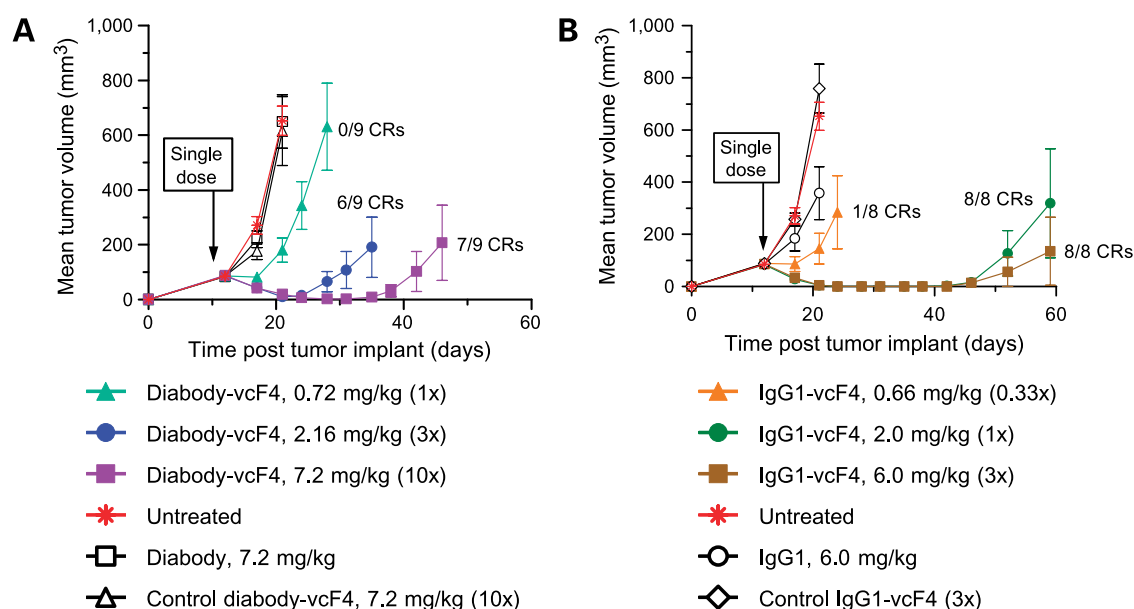 A
Mean tumor volume (mm3)
1,000
800
600
400
200
0
0
20
40
60
Time post tumor implant (days)
Single
dose
0/9 CRs
6/9 CRs
7/9 CRs
Diabody-vcF4, 0.72 mg/kg (1x)
Diabody-vcF4, 2.16 mg/kg (3x)
Diabody-vcF4, 7.2 mg/kg (10x)
Untreated
Diabody, 7.2 mg/kg
Control diabody-vcF4, 7.2 mg/kg (10x)
B
Mean tumor volume (mm3)
1,000
800
600
400
200
0
0
20
40
60
Time post tumor implant (days)
Single
dose
1/8 CRs
8/8 CRs
8/8 CRs
IgG1-vcF4, 0.66 mg/kg (0.33x)
IgG1-vcF4, 2.0 mg/kg (1x)
IgG1-vcF4, 6.0 mg/kg (3x)
Untreated
IgG1, 6.0 mg/kg
Control IgG1-vcF4 (3x)